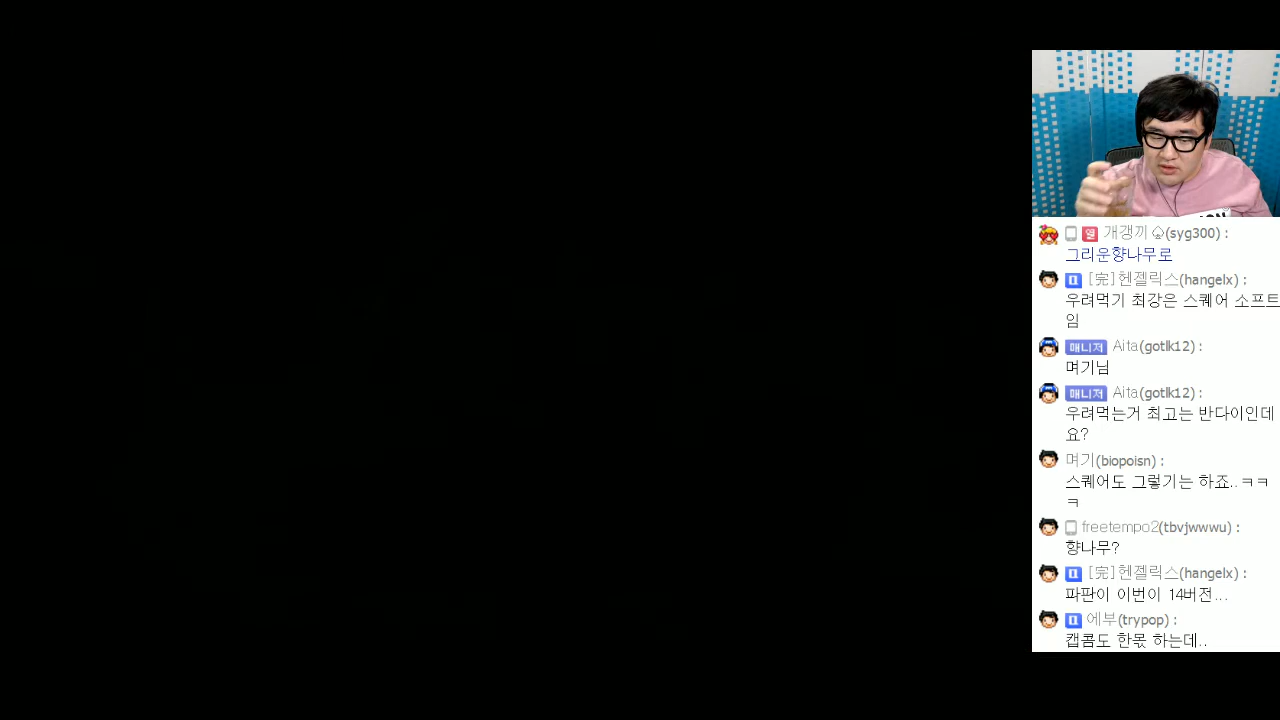 열 개갱끼♤(syg300) :
그리운향나무로
[完]헨젤릭스(hangelx) :
우려먹기 최강은 스퀘어 소프트
임
매니저 Aita(gotlk12) :
며기님
매니저 Aita(gotlk12) :
우려먹는거 최고는 반다이인데
요?
며기(biopoisn) :
스퀘어도 그렇기는 하죠..ㅋㅋ
ㅋ
freetempo2(tbvjwwwu) :
향나무?
[完]헨젤릭스(hangelx) :
파판이 이번이 14버전...
예부(trypop) :
캡콤도 한몫 하는데..